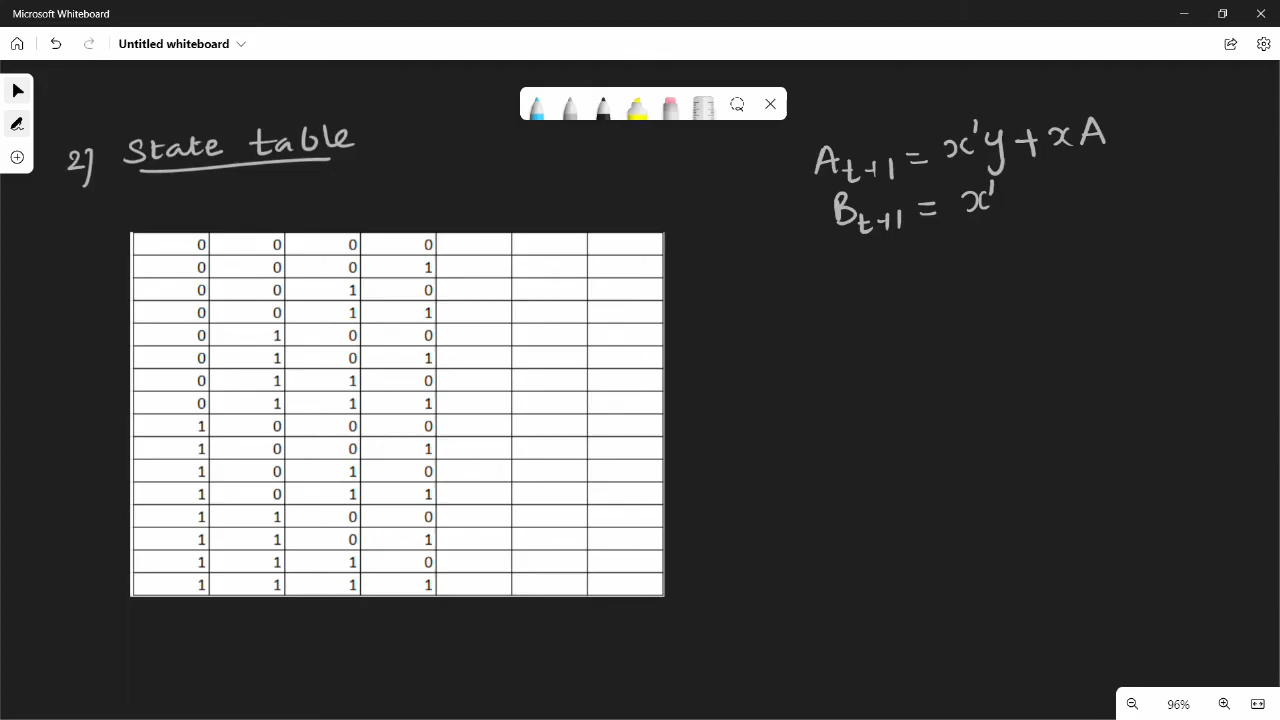 Microsoft Whiteboard
Untitled whiteboard
2) State table
A_{t+1} = x'y + xA
B_{t+1} = x'
0 0 0 0
0 0 0 1
0 0 1 0
0 0 1 1
0 1 0 0
0 1 0 1
0 1 1 0
0 1 1 1
1 0 0 0
1 0 0 1
1 0 1 0
1 0 1 1
1 1 0 0
1 1 0 1
1 1 1 0
1 1 1 1
96%